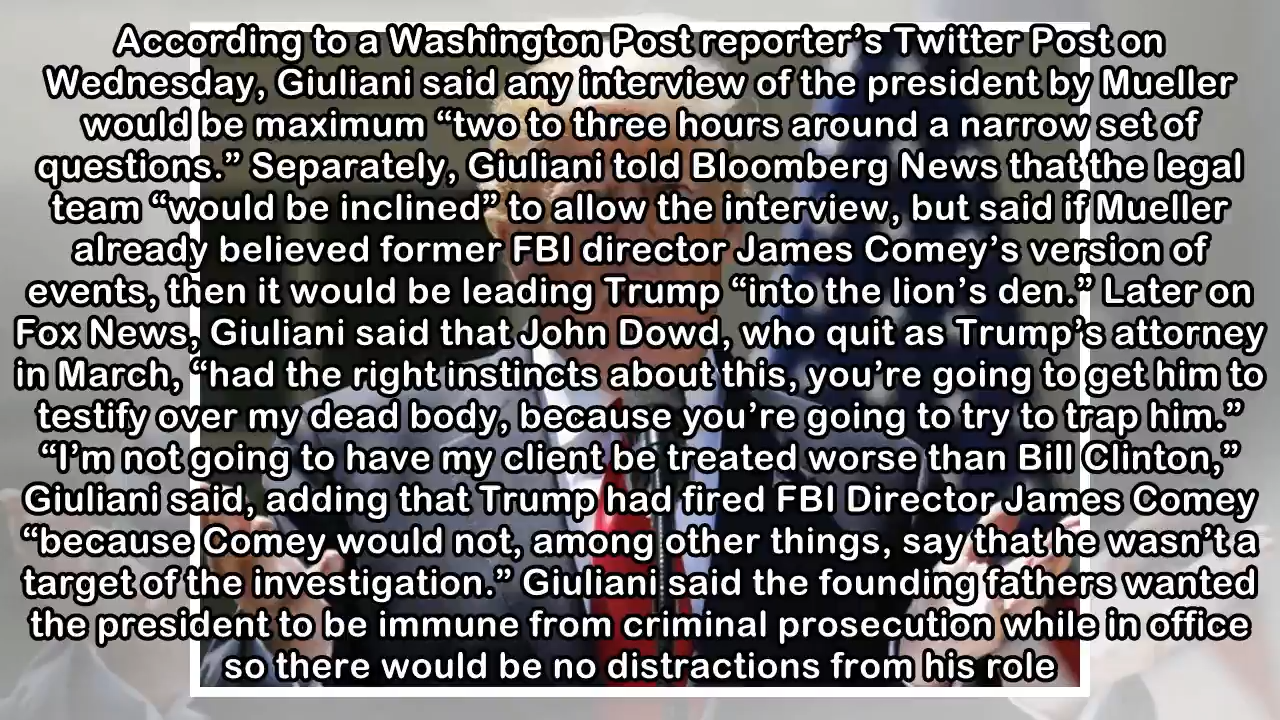 According to a Washington Post reporter’s Twitter Post on
Wednesday, Giuliani said any interview of the president by Mueller
would be maximum “two to three hours around a narrow set of
questions.” Separately, Giuliani told Bloomberg News that the legal
team “would be inclined” to allow the interview, but said if Mueller
already believed former FBI director James Comey’s version of
events, then it would be leading Trump “into the lion’s den.” Later on
Fox News, Giuliani said that John Dowd, who quit as Trump’s attorney
in March, “had the right instincts about this, you’re going to get him to
testify over my dead body, because you’re going to try to trap him.”
“I’m not going to have my client be treated worse than Bill Clinton,”
Giuliani said, adding that Trump had fired FBI Director James Comey
“because Comey would not, among other things, say that he wasn’t a
target of the investigation.” Giuliani said the founding fathers wanted
the president to be immune from criminal prosecution while in office
so there would be no distractions from his role